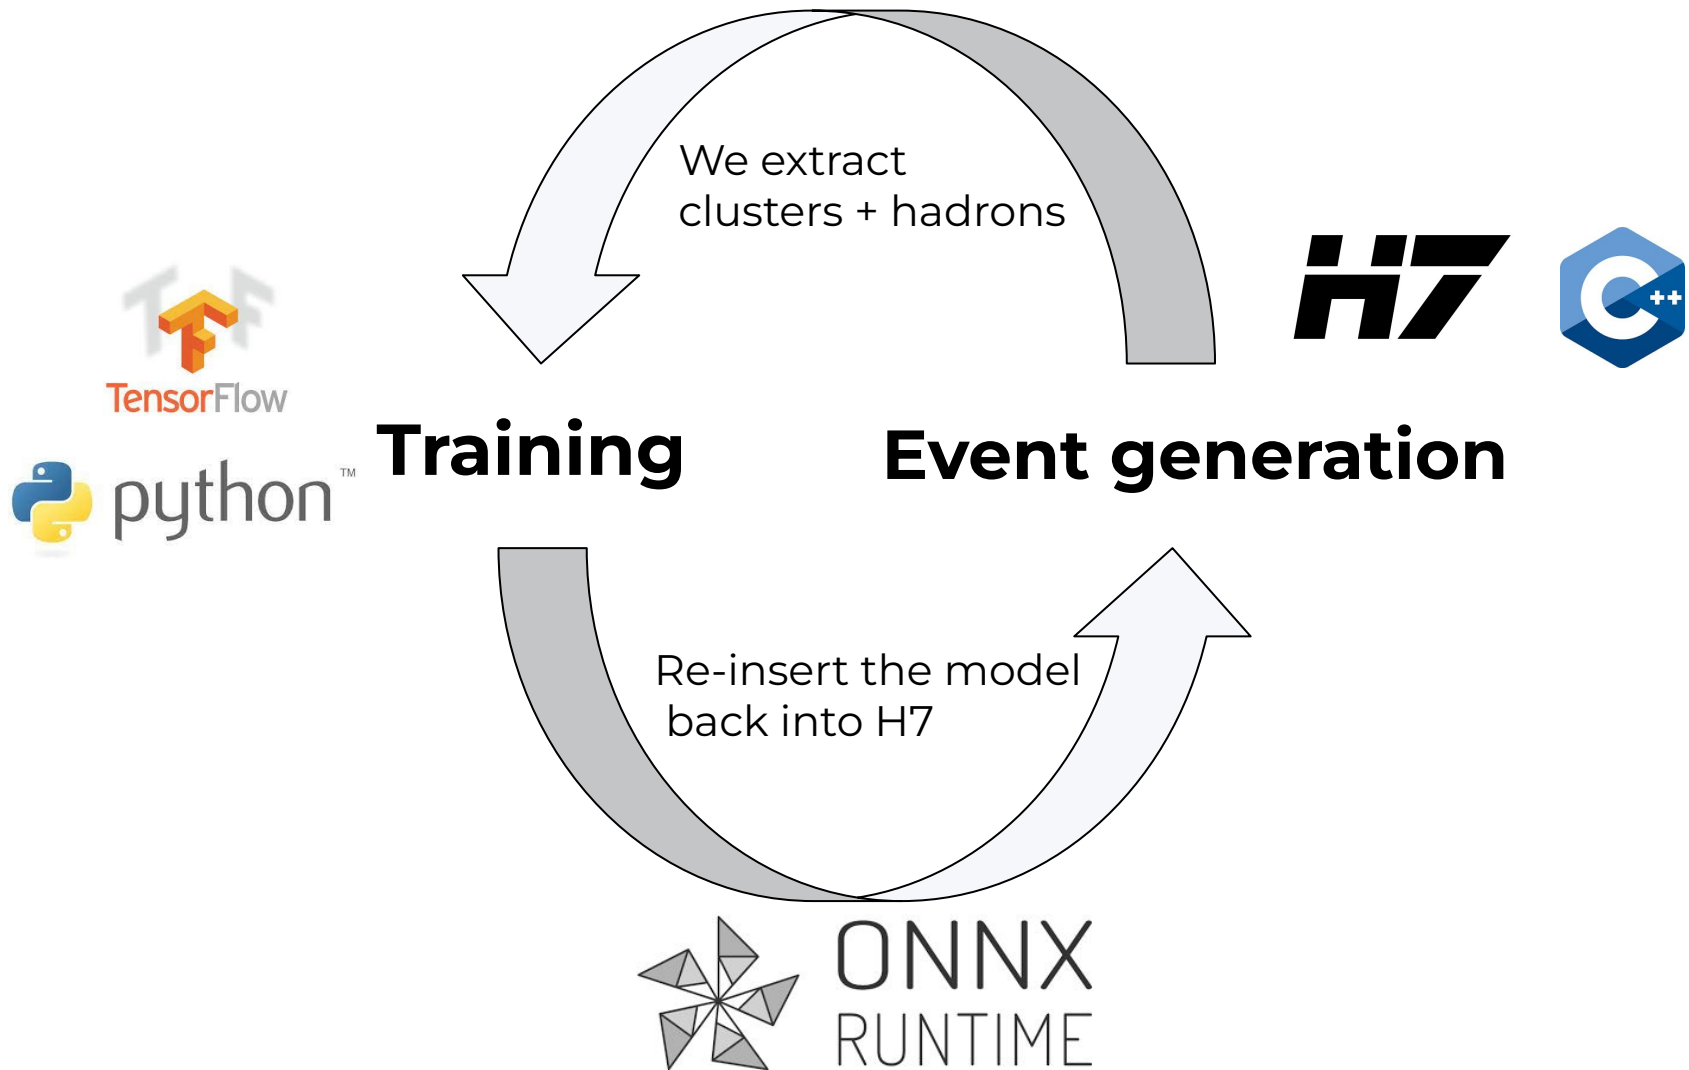 We extract
clusters + hadrons
H7
C++
TF
TensorFlow
python™
Training
Event generation
Re-insert the model
back into H7
ONNX
RUNTIME